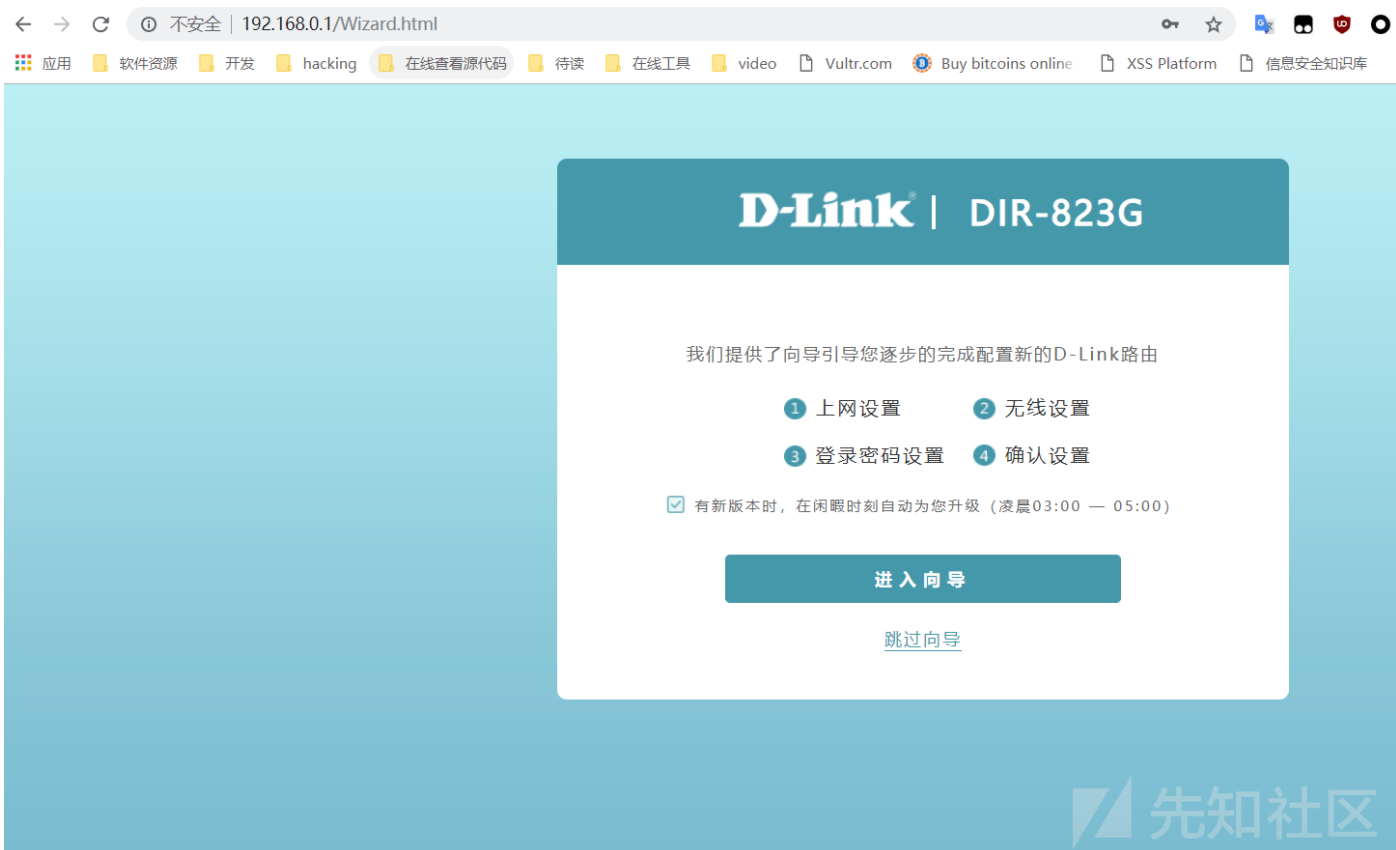 不安全 192.168.0.1/Wizard.html
应用 软件资源 开发 hacking 在线查看源代码 待读 在线工具 video Vultr.com Buy bitcoins online XSS Platform 信息安全知识库
D-Link® | DIR-823G
我们提供了向导引导您逐步的完成配置新的D-Link路由
1 上网设置 2 无线设置
3 登录密码设置 4 确认设置
有新版本时，在闲暇时刻自动为您升级（凌晨03:00 — 05:00）
进入向导
跳过向导
先知社区